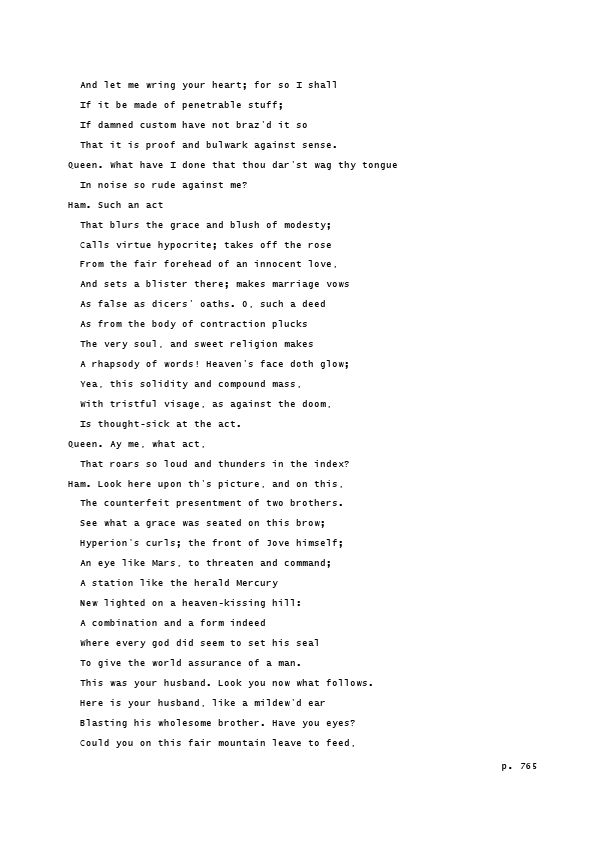 And let me wring your heart; for so I shall
If it be made of penetrable stuff;
If damned custom have not braz'd it so
That it is proof and bulwark against sense.
Queen. What have I done that thou dar'st wag thy tongue
In noise so rude against me?
Ham. Such an act
That blurs the grace and blush of modesty;
Calls virtue hypocrite; takes off the rose
From the fair forehead of an innocent love,
And sets a blister there; makes marriage vows
As false as dicers' oaths. O, such a deed
As from the body of contraction plucks
The very soul, and sweet religion makes
A rhapsody of words! Heaven's face doth glow;
Yea, this solidity and compound mass,
With tristful visage, as against the doom,
Is thought-sick at the act.
Queen. Ay me, what act,
That roars so loud and thunders in the index?
Ham. Look here upon th's picture, and on this,
The counterfeit presentment of two brothers.
See what a grace was seated on this brow;
Hyperion's curls; the front of Jove himself;
An eye like Mars, to threaten and command;
A station like the herald Mercury
New lighted on a heaven-kissing hill:
A combination and a form indeed
Where every god did seem to set his seal
To give the world assurance of a man.
This was your husband. Look you now what follows.
Here is your husband, like a mildew'd ear
Blasting his wholesome brother. Have you eyes?
Could you on this fair mountain leave to feed,
p. 765